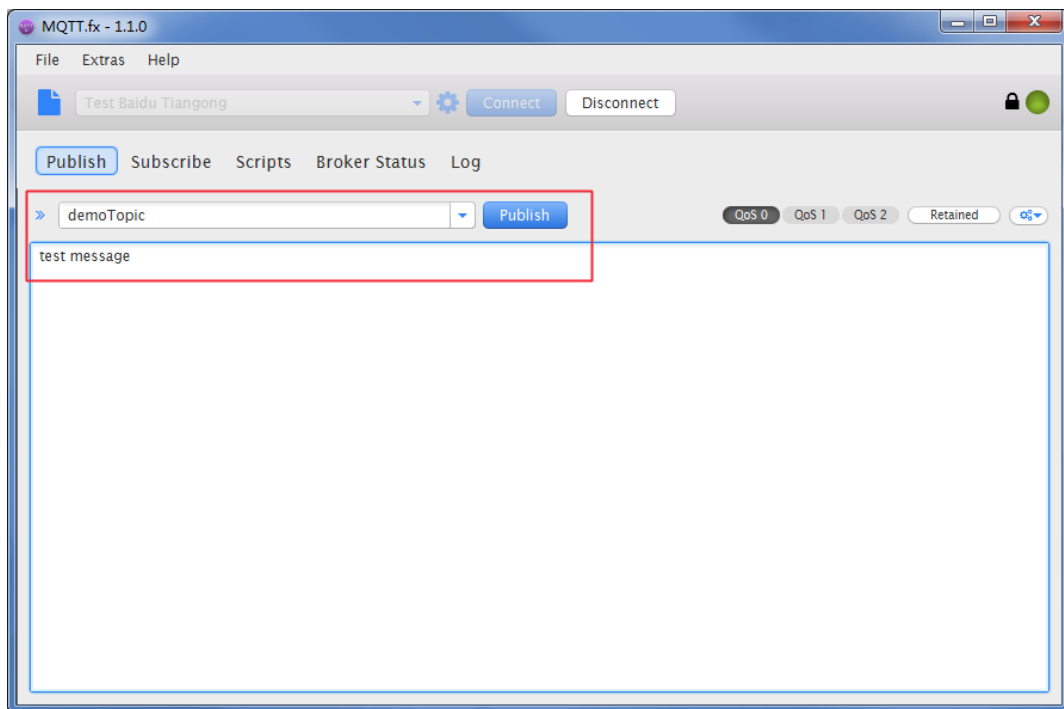 MQTT.fx - 1.1.0
File Extras Help
Test Baidu Tiangong Connect Disconnect
Publish Subscribe Scripts Broker Status Log
demoTopic Publish QoS 0 QoS 1 QoS 2 Retained
test message